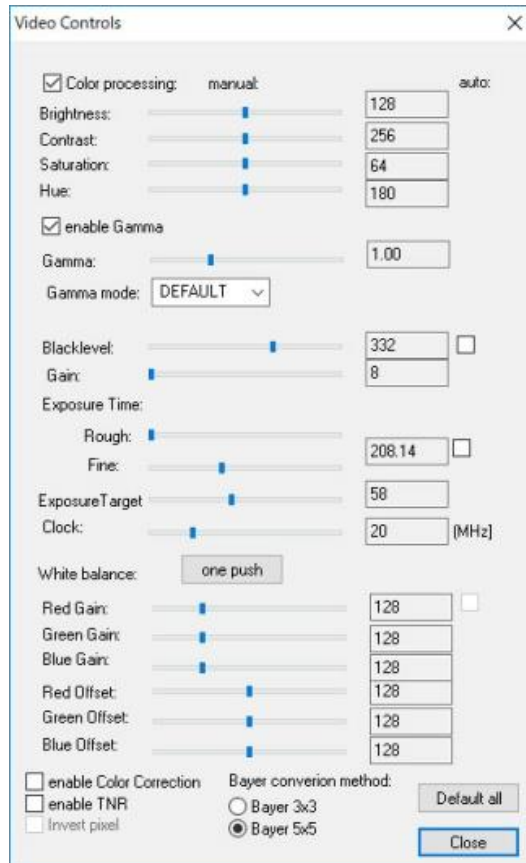 Video Controls
Color processing: manual: auto:
Brightness: 128
Contrast: 256
Saturation: 64
Hue: 180
enable Gamma
Gamma: 1.00
Gamma mode: DEFAULT
Blacklevel: 332
Gain: 8
Exposure Time:
Rough:
208.14
Fine:
ExposureTarget 58
Clock: 20 [MHz]
White balance: one push
Red Gain: 128
Green Gain: 128
Blue Gain: 128
Red Offset: 128
Green Offset: 128
Blue Offset: 128
enable Color Correction Bayer converion method:
enable TNR Bayer 3x3 Default all
Invert pixel Bayer 5x5
Close